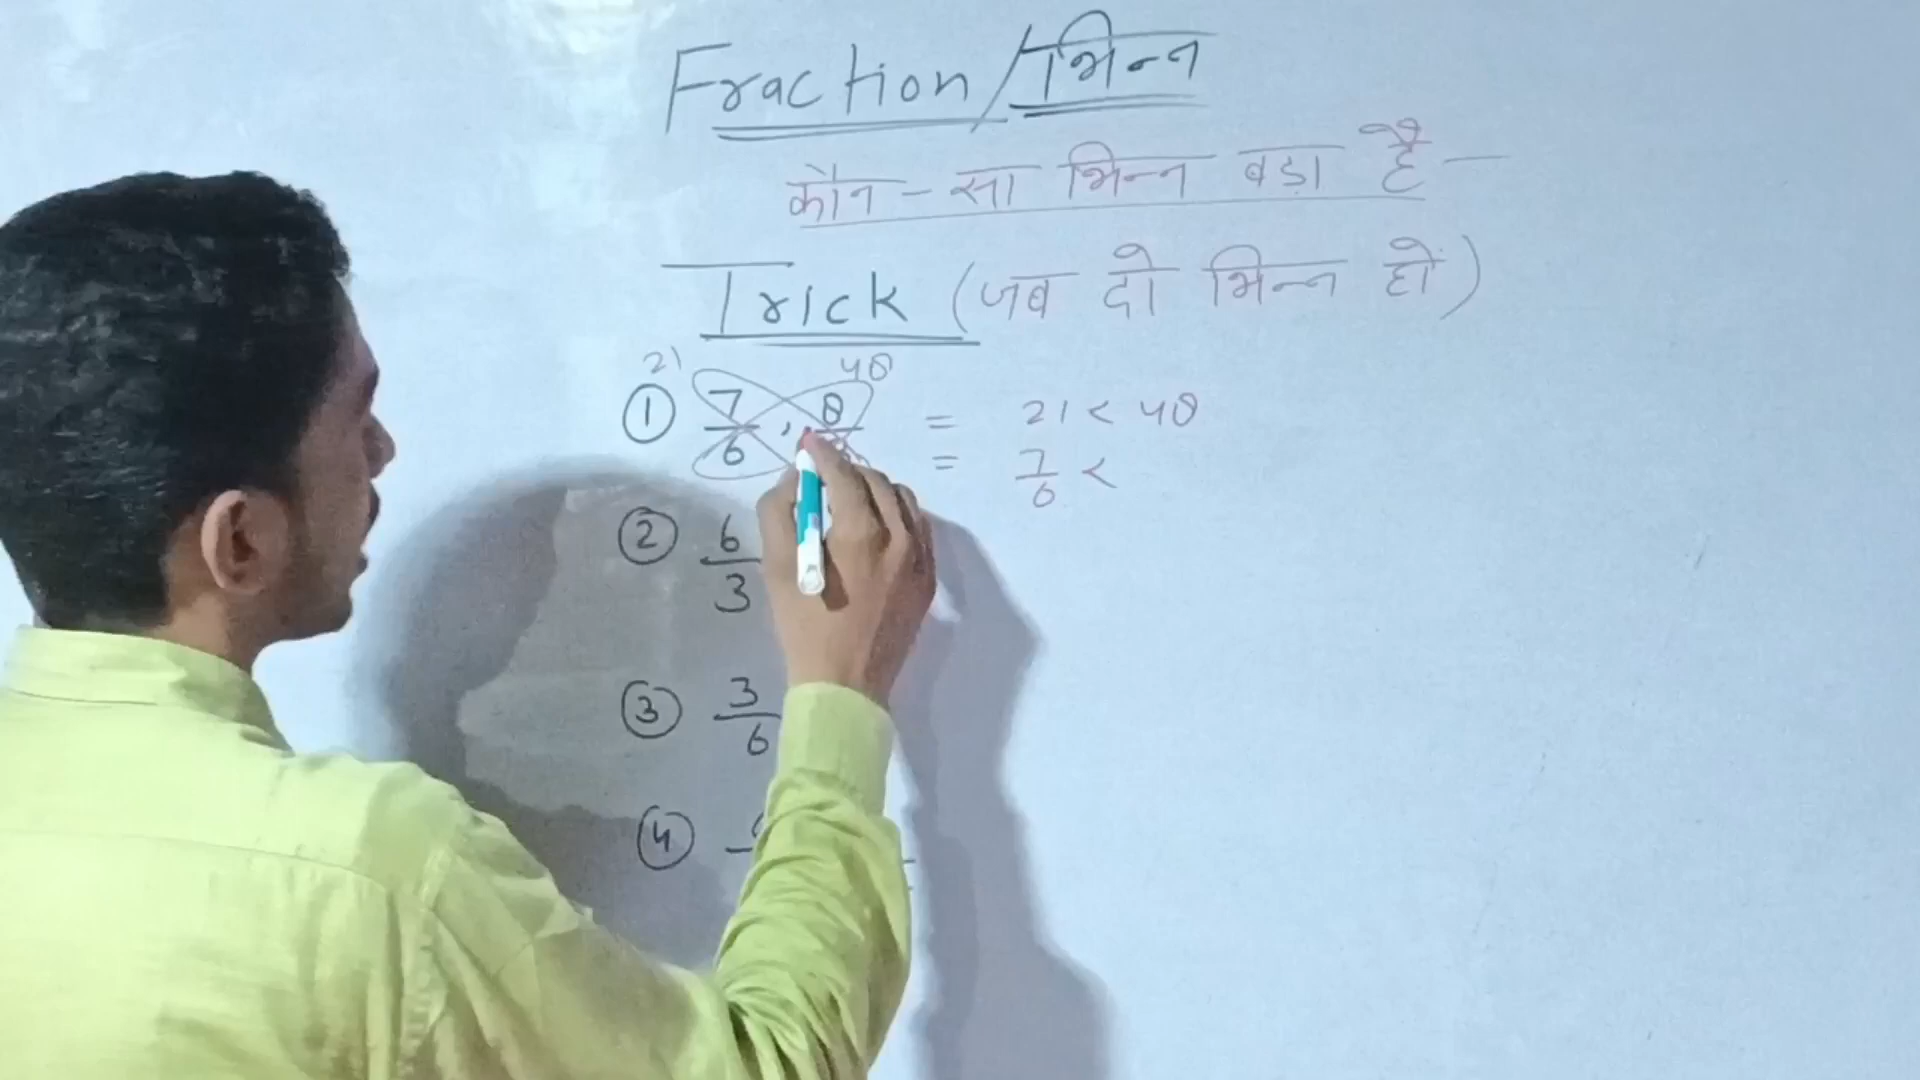 Fraction / भिन्न
कौन - सा भिन्न बड़ा है —
Trick (जब दो भिन्न हो)
21 48
① 7/6 , 8 = 21 < 48
= 7/6 <
② 6/3
③ 3/6
④